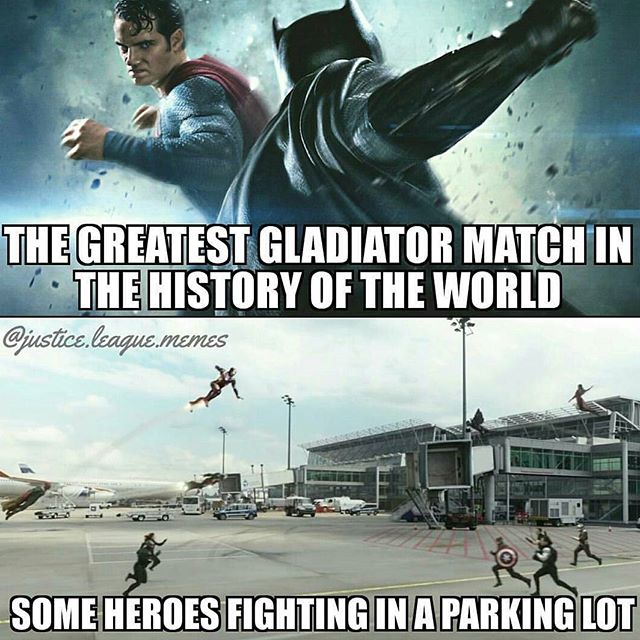 THE GREATEST GLADIATOR MATCH IN
THE HISTORY OF THE WORLD
@justice.league.memes
SOME HEROES FIGHTING IN A PARKING LOT